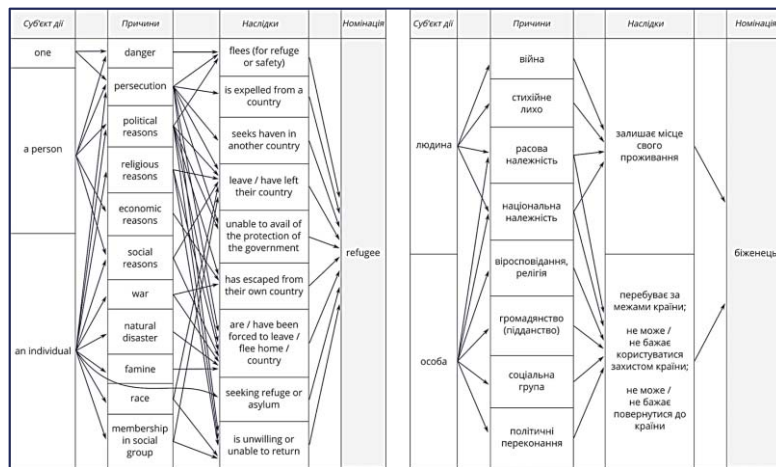 Суб'єкт дії
Причини
Наслідки
Номінація
one
a person
an individual
danger
persecution
political
reasons
religious
reasons
economic
reasons
social
reasons
war
natural
disaster
famine
race
membership
in social
group
flees (for refuge
or safety)
is expelled from a
country
seeks haven in
another country
leave / have left
their country
unable to avail of
the protection of
the government
has escaped from
their own country
are / have been
forced to leave /
flee home /
country
seeking refuge or
asylum
is unwilling or
unable to return
refugee
Суб'єкт дії
Причини
Наслідки
Номінація
людина
особа
війна
стихійне
лихо
расова
належність
національна
належність
віросповідання,
релігія
громадянство
(підданство)
соціальна
група
політичні
переконання
залишає місце
свого
проживання
перебуває за
межами країни;
не може /
не бажає
користуватися
захистом країни;
не може /
не бажає
повернутися до
країни
біженець